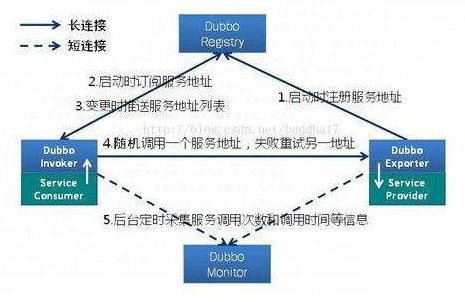 长连接
短连接
Dubbo
Registry
2.启动时订阅服务地址
3.变更时推送服务地址列表
1.启动时注册服务地址
http://blog.csdn.net/buddha17
4.随机调用一个服务地址，失败重试另一地址
Dubbo
Invoker
Service
Consumer
Dubbo
Exporter
Service
Provider
5.后台定时采集服务调用次数和调用时间等信息
Dubbo
Monitor